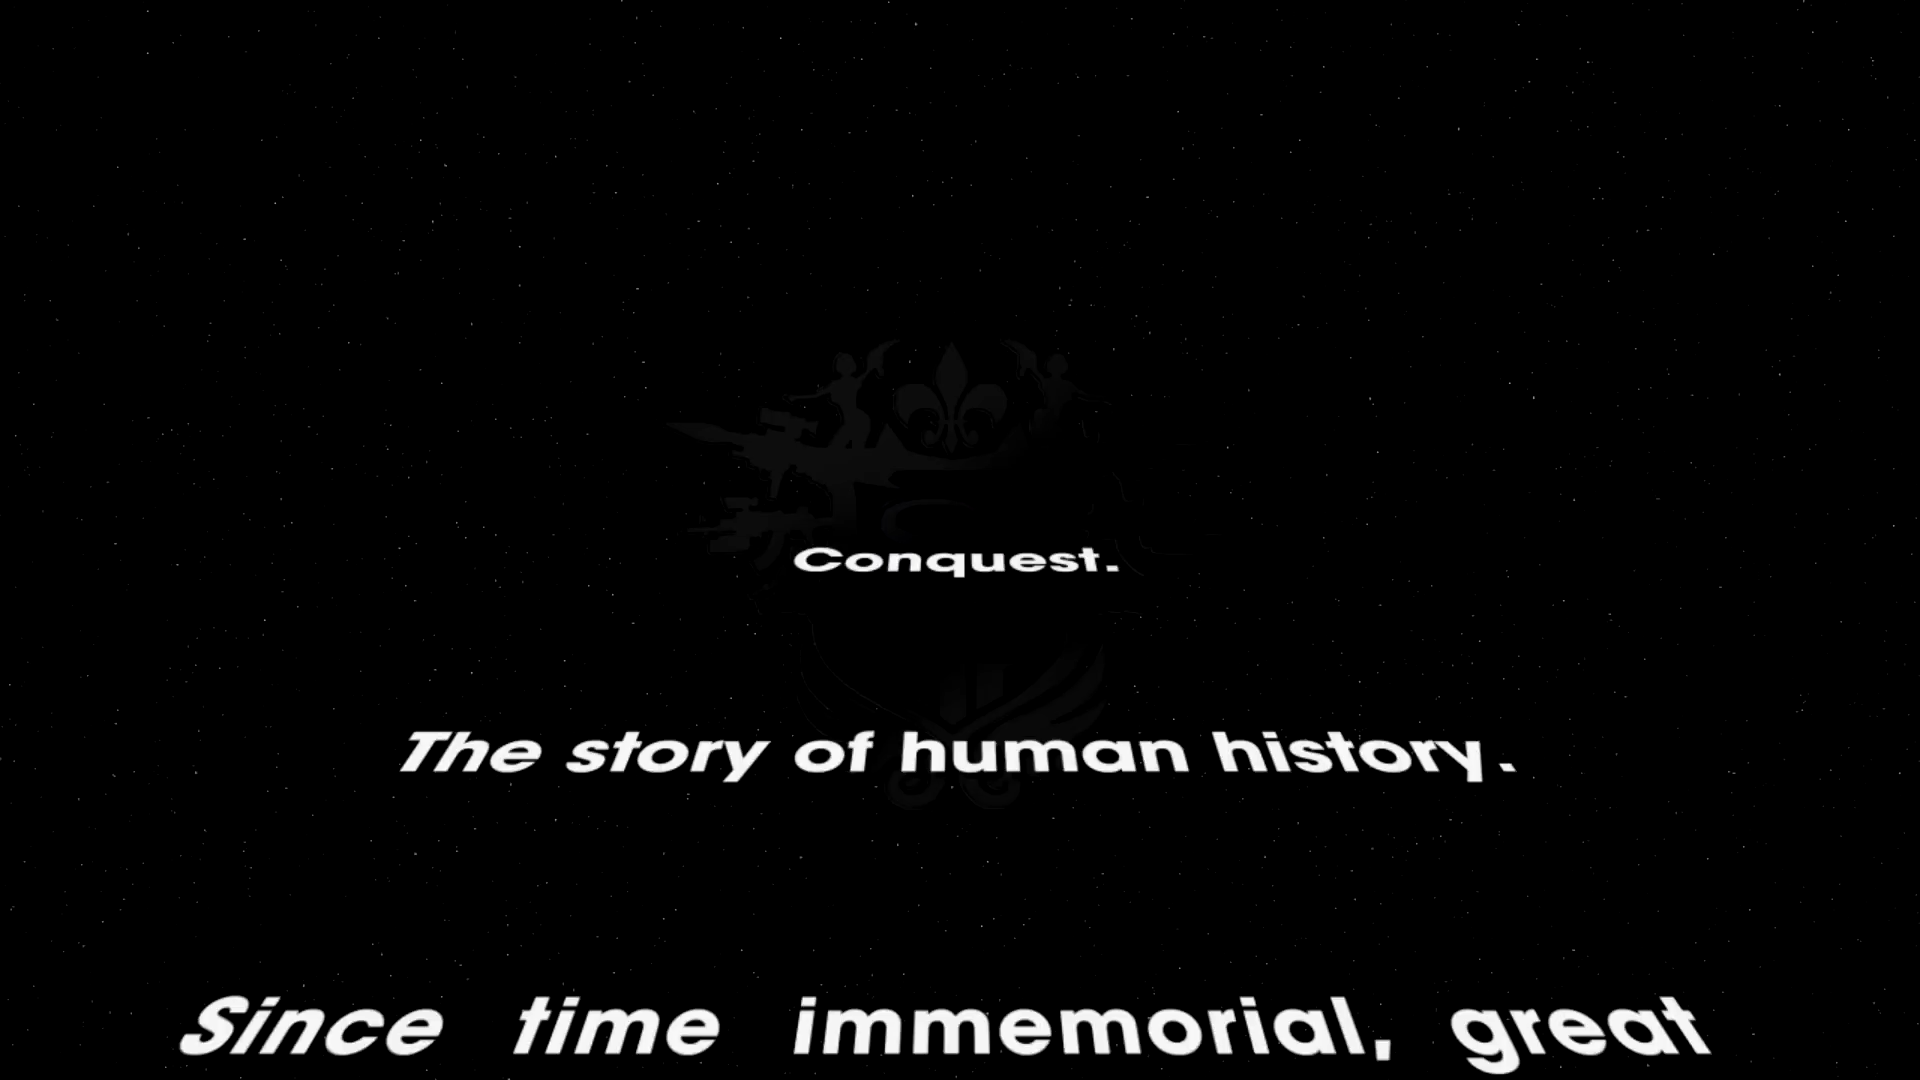 Conquest.
The story of human history.
Since time immemorial, great